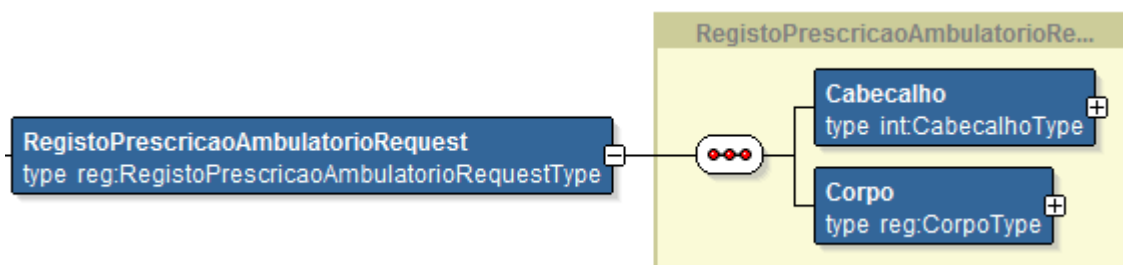 RegistoPrescricaoAmbulatorioRe...
Cabecalho
type int:CabecalhoType
RegistoPrescricaoAmbulatorioRequest
type reg:RegistoPrescricaoAmbulatorioRequestType
Corpo
type reg:CorpoType